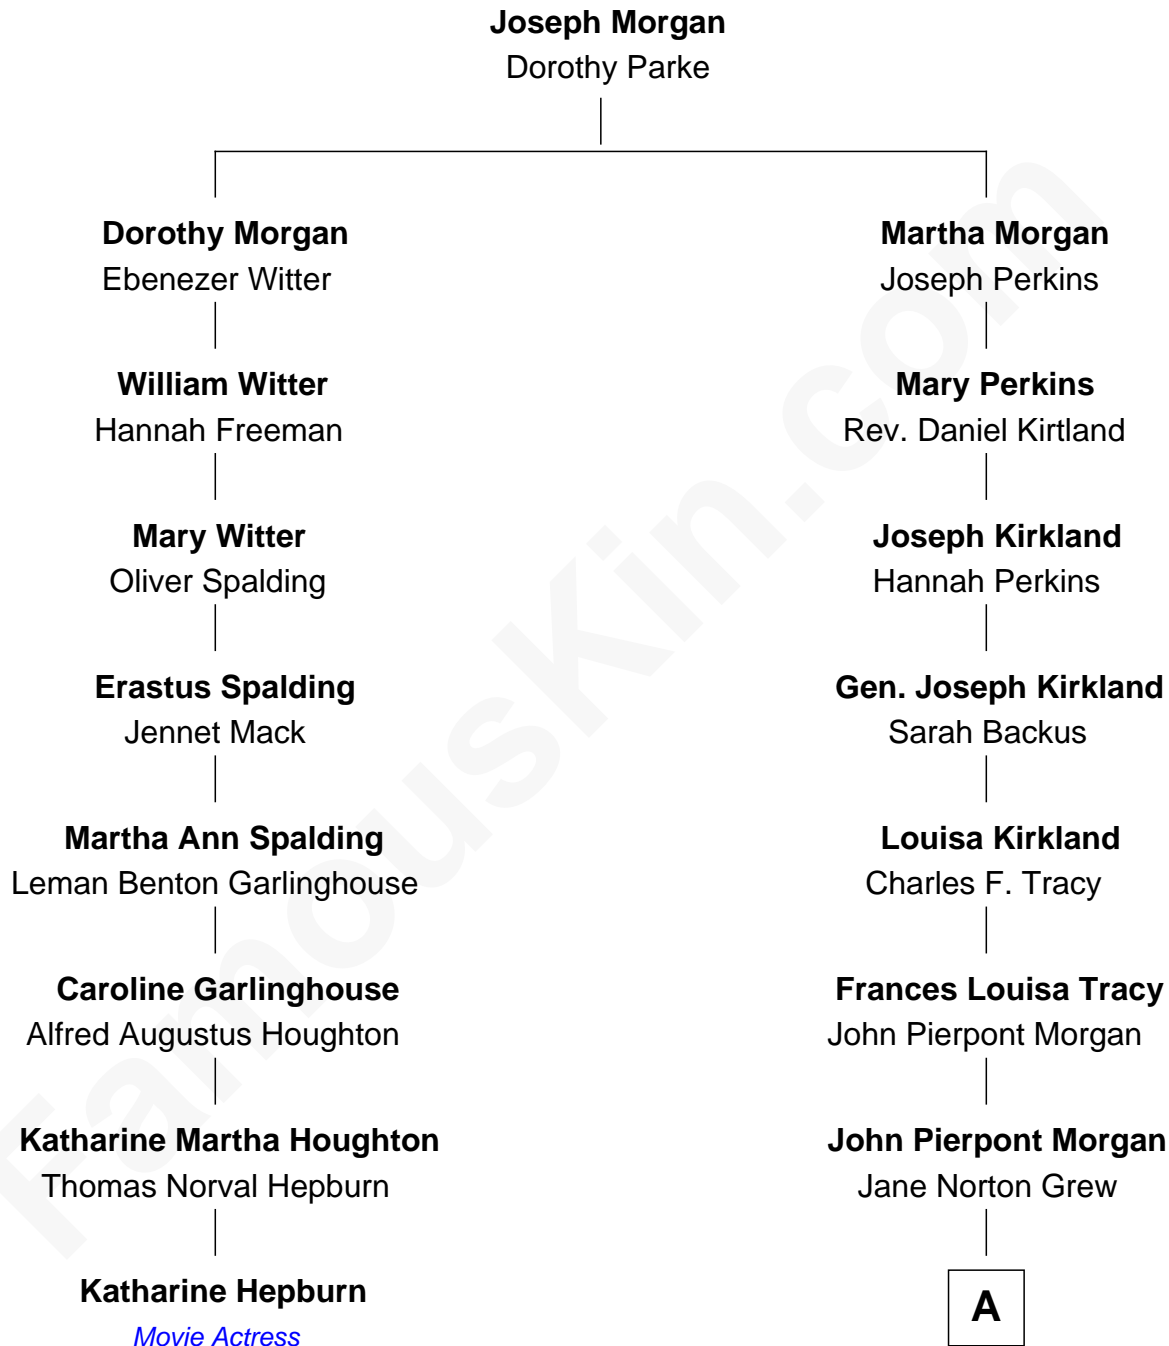 Joseph Morgan
Dorothy Parke
Dorothy Morgan
Ebenezer Witter
Martha Morgan
Joseph Perkins
William Witter
Hannah Freeman
Mary Perkins
Rev. Daniel Kirtland
Mary Witter
Oliver Spalding
Joseph Kirkland
Hannah Perkins
Erastus Spalding
Jennet Mack
Gen. Joseph Kirkland
Sarah Backus
Martha Ann Spalding
Leman Benton Garlinghouse
Louisa Kirkland
Charles F. Tracy
Caroline Garlinghouse
Alfred Augustus Houghton
Frances Louisa Tracy
John Pierpont Morgan
Katharine Martha Houghton
Thomas Norval Hepburn
John Pierpont Morgan
Jane Norton Grew
Katharine Hepburn
Movie Actress
A
FamousKin.com